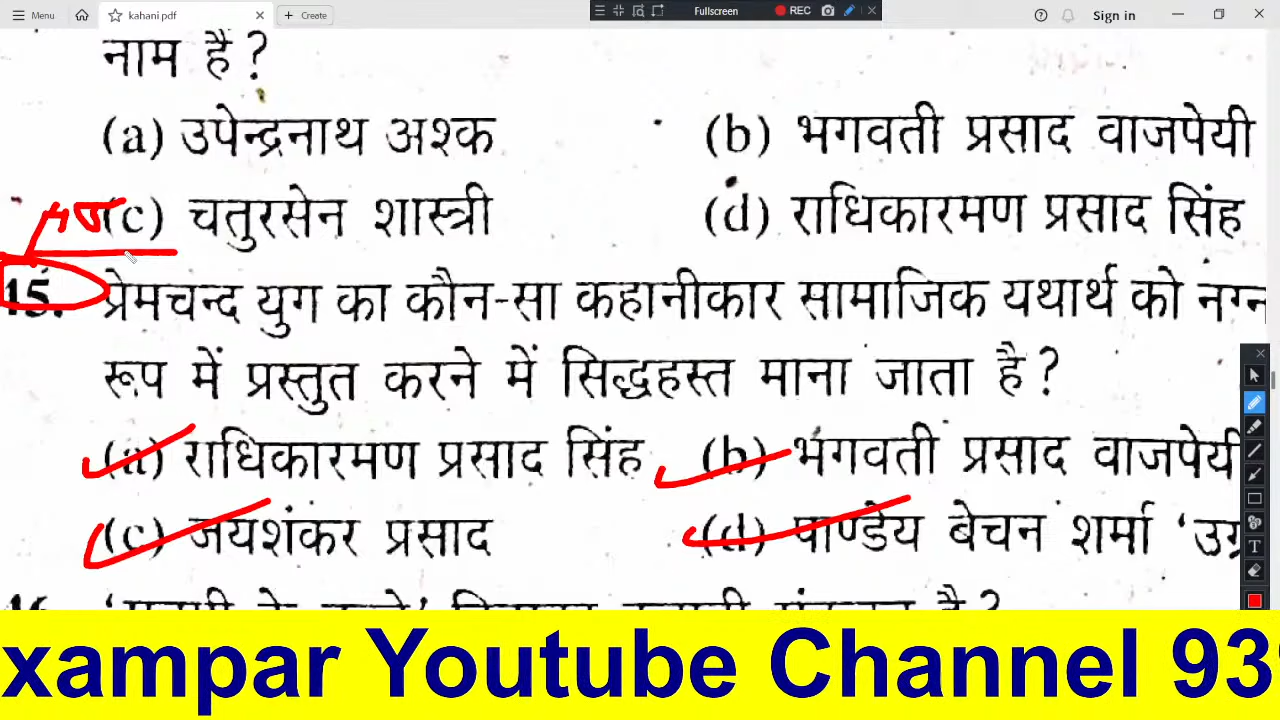 Menu kahani.pdf × + Create Fullscreen REC Sign in
नाम है ?
(a) उपेन्द्रनाथ अश्क (b) भगवती प्रसाद वाजपेयी
(c) चतुरसेन शास्त्री (d) राधिकारमण प्रसाद सिंह
15. प्रेमचन्द युग का कौन-सा कहानीकार सामाजिक यथार्थ को नग्न
रूप में प्रस्तुत करने में सिद्धहस्त माना जाता है ?
(a) राधिकारमण प्रसाद सिंह (b) भगवती प्रसाद वाजपेयी
(c) जयशंकर प्रसाद (d) पाण्डेय बेचन शर्मा ‘उग्र
xampar Youtube Channel 939